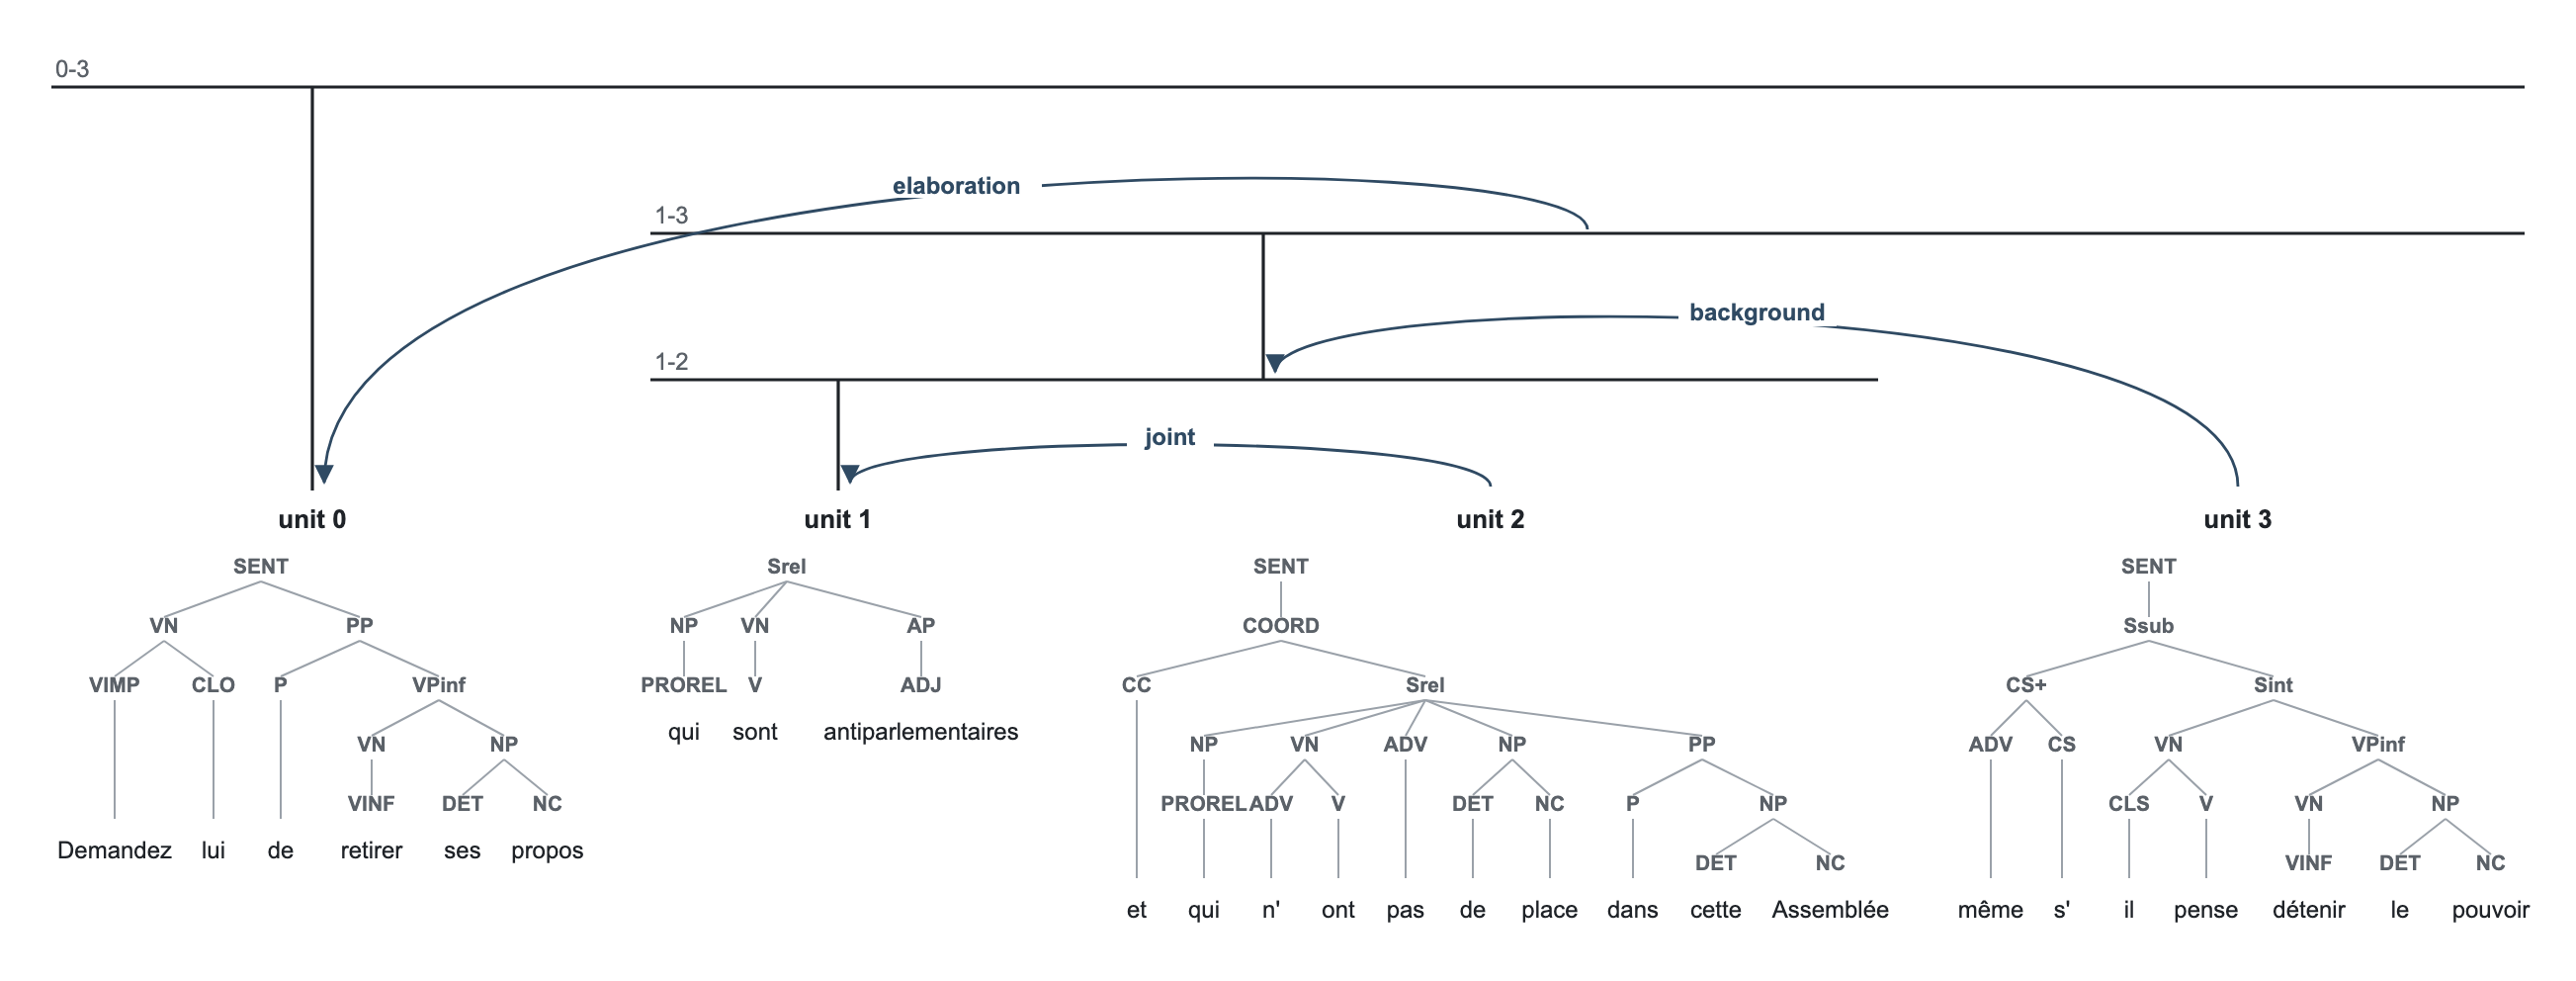 0-3
elaboration
1-3
background
1-2
joint
unit 0 unit 1 unit 2 unit 3
SENT Srel SENT SENT
VN PP NP VN AP COORD Ssub
VIMP CLO P VPinf PROREL V ADJ CC Srel CS+ Sint
qui sont antiparlementaires
VN NP NP VN ADV NP PP ADV CS VN VPinf
VINF DET NC PROREL ADV V DET NC P NP CLS V VN NP
Demandez lui de retirer ses propos
DET NC VINF DET NC
et qui n' ont pas de place dans cette Assemblée même s' il pense détenir le pouvoir